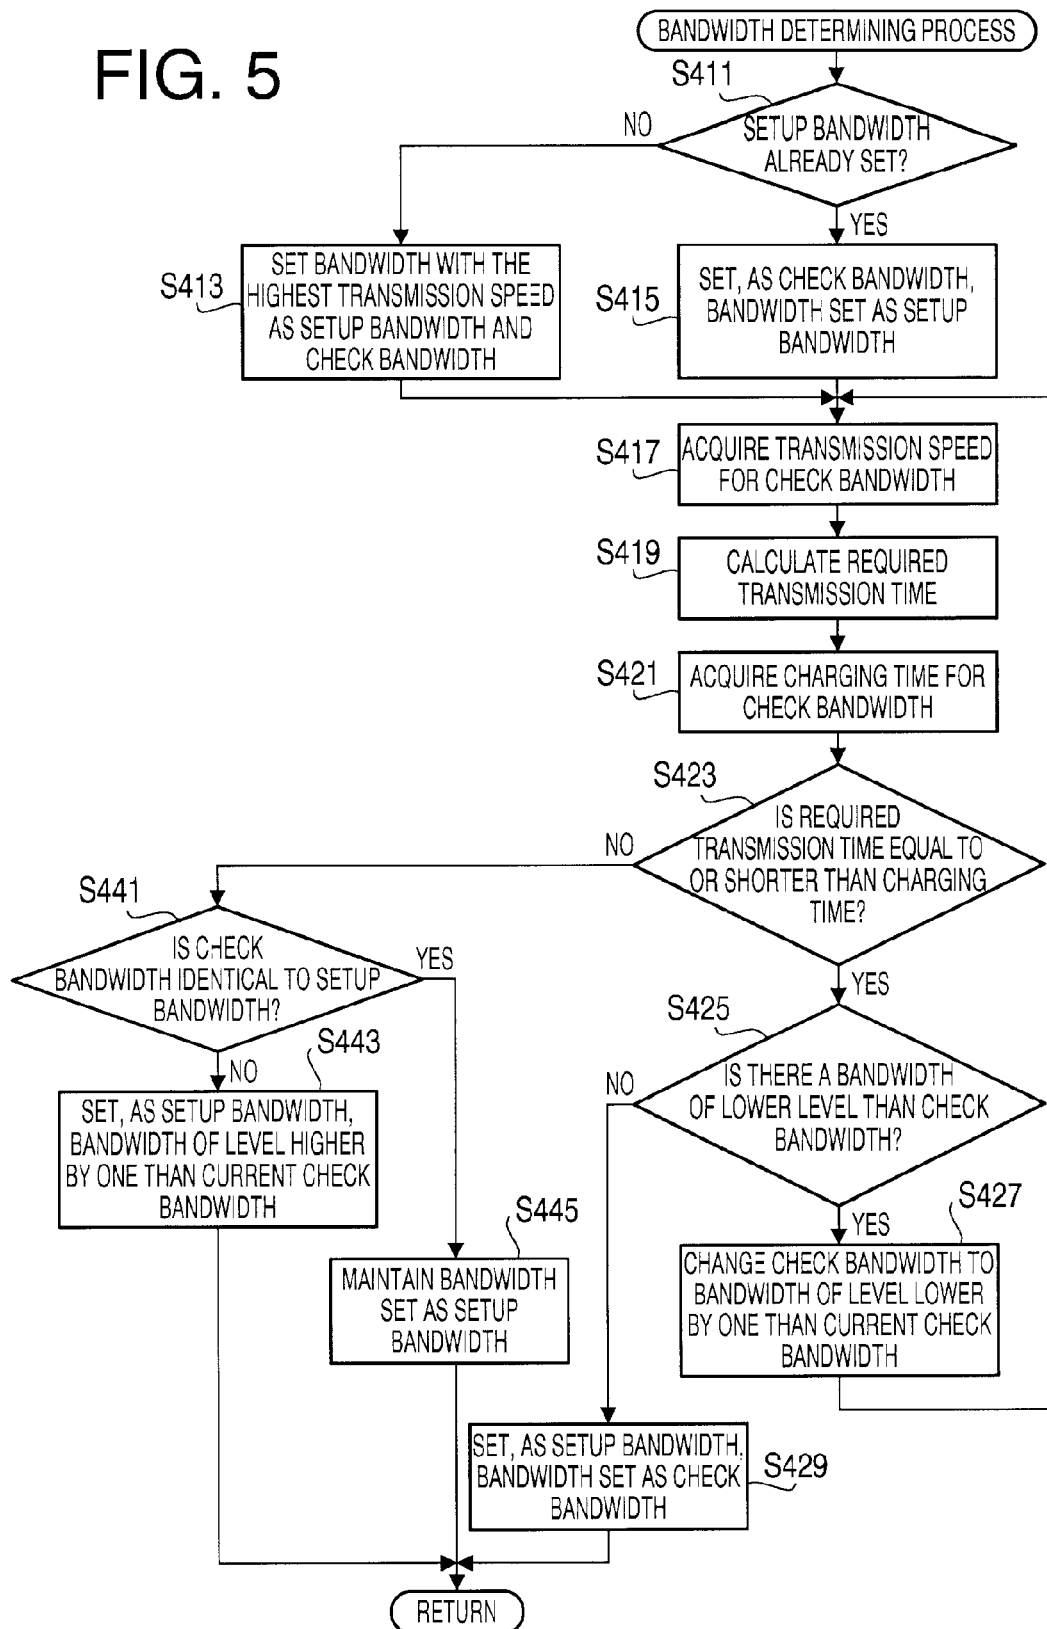 FIG. 5
BANDWIDTH DETERMINING PROCESS
S411
SETUP BANDWIDTH
ALREADY SET?
NO
YES
S413
SET BANDWIDTH WITH THE
HIGHEST TRANSMISSION SPEED
AS SETUP BANDWIDTH AND
CHECK BANDWIDTH
S415
SET, AS CHECK BANDWIDTH,
BANDWIDTH SET AS SETUP
BANDWIDTH
S417
ACQUIRE TRANSMISSION SPEED
FOR CHECK BANDWIDTH
S419
CALCULATE REQUIRED
TRANSMISSION TIME
S421
ACQUIRE CHARGING TIME FOR
CHECK BANDWIDTH
S423
IS REQUIRED
TRANSMISSION TIME EQUAL TO
OR SHORTER THAN CHARGING
TIME?
NO
YES
S441
IS CHECK
BANDWIDTH IDENTICAL TO SETUP
BANDWIDTH?
YES
NO
S425
IS THERE A BANDWIDTH
OF LOWER LEVEL THAN CHECK
BANDWIDTH?
NO
YES
S443
SET, AS SETUP BANDWIDTH,
BANDWIDTH OF LEVEL HIGHER
BY ONE THAN CURRENT CHECK
BANDWIDTH
S445
MAINTAIN BANDWIDTH
SET AS SETUP
BANDWIDTH
S427
CHANGE CHECK BANDWIDTH TO
BANDWIDTH OF LEVEL LOWER
BY ONE THAN CURRENT CHECK
BANDWIDTH
S429
SET, AS SETUP BANDWIDTH,
BANDWIDTH SET AS CHECK
BANDWIDTH
RETURN